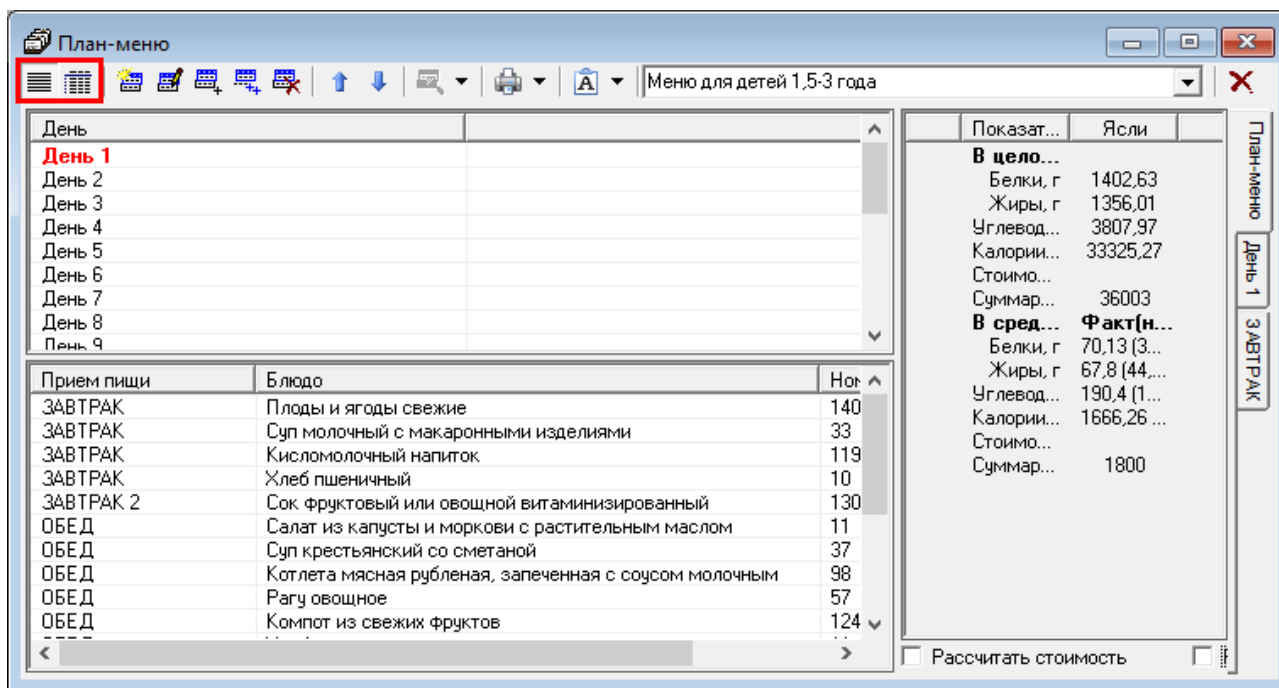 План-меню
Меню для детей 1,5-3 года
День
День 1
День 2
День 3
День 4
День 5
День 6
День 7
День 8
День 9
Прием пищи Блюдо Ном
ЗАВТРАК Плоды и ягоды свежие 140
ЗАВТРАК Суп молочный с макаронными изделиями 33
ЗАВТРАК Кисломолочный напиток 119
ЗАВТРАК Хлеб пшеничный 10
ЗАВТРАК 2 Сок фруктовый или овощной витаминизированный 130
ОБЕД Салат из капусты и моркови с растительным маслом 11
ОБЕД Суп крестьянский со сметаной 37
ОБЕД Котлета мясная рубленая, запеченная с соусом молочным 98
ОБЕД Рагу овощное 57
ОБЕД Компот из свежих фруктов 124
Показат... Ясли
В цело...
Белки, г 1402,63
Жиры, г 1356,01
Углевод... 3807,97
Калории... 33325,27
Стоимо...
Суммар... 36003
В сред... Факт(н...
Белки, г 70,13 (3...
Жиры, г 67,8 (44,...
Углевод... 190,4 (1...
Калории... 1666,26 ...
Стоимо...
Суммар... 1800
Рассчитать стоимость
План-меню
День 1
ЗАВТРАК